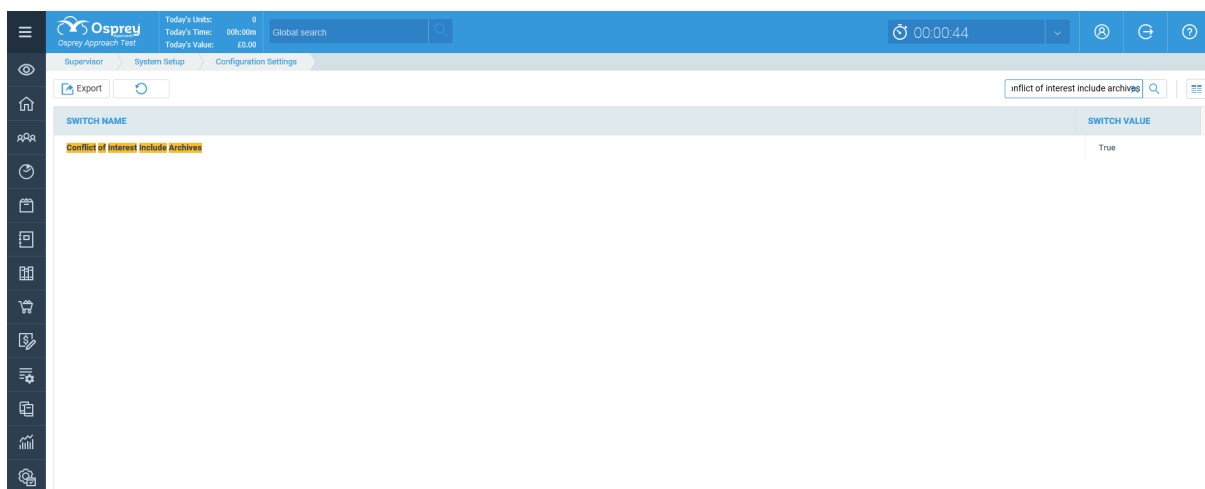 Osprey
Approach
Osprey Approach Test
Today's Units: 0
Today's Time: 00h:00m
Today's Value: £0.00
Global search
00:00:44
Supervisor
System Setup
Configuration Settings
Export
nflict of interest include archives
SWITCH NAME
SWITCH VALUE
Conflict of Interest Include Archives
True